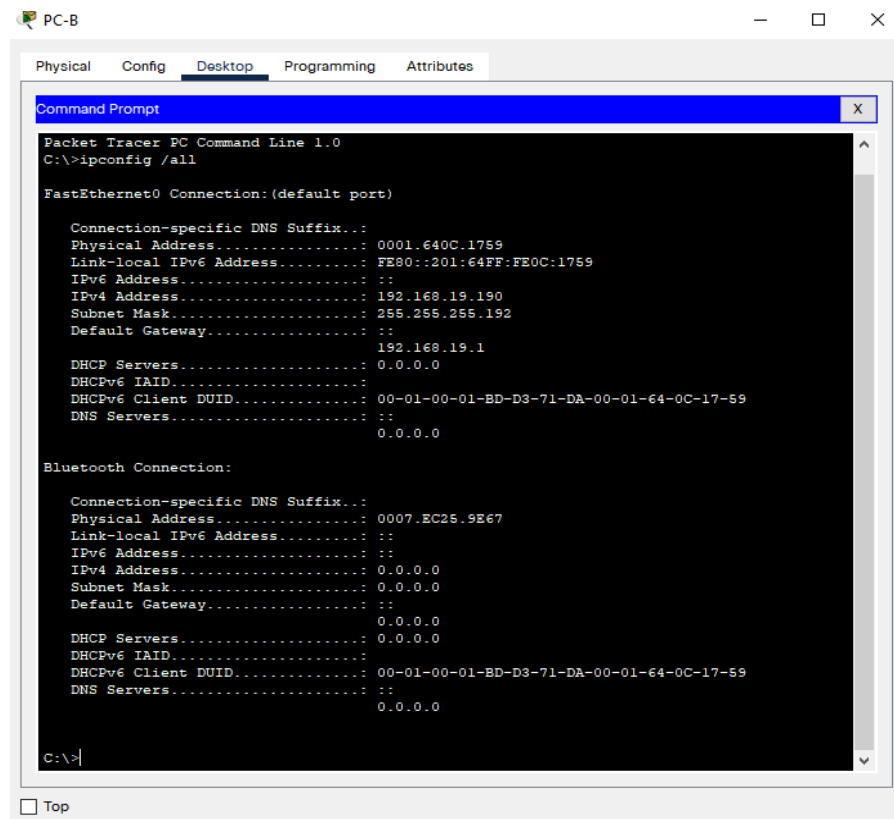 PC-B
Physical Config Desktop Programming Attributes
Command Prompt X
Packet Tracer PC Command Line 1.0
C:\>ipconfig /all
FastEthernet0 Connection:(default port)
Connection-specific DNS Suffix..:
Physical Address................: 0001.640C.1759
Link-local IPv6 Address.........: FE80::201:64FF:FE0C:1759
IPv6 Address....................: ::
IPv4 Address....................: 192.168.19.190
Subnet Mask.....................: 255.255.255.192
Default Gateway.................: ::
192.168.19.1
DHCP Servers....................: 0.0.0.0
DHCPv6 IAID.....................:
DHCPv6 Client DUID..............: 00-01-00-01-BD-D3-71-DA-00-01-64-0C-17-59
DNS Servers.....................: ::
0.0.0.0
Bluetooth Connection:
Connection-specific DNS Suffix..:
Physical Address................: 0007.EC25.9E67
Link-local IPv6 Address.........: ::
IPv6 Address....................: ::
IPv4 Address....................: 0.0.0.0
Subnet Mask.....................: 0.0.0.0
Default Gateway.................: ::
0.0.0.0
DHCP Servers....................: 0.0.0.0
DHCPv6 IAID.....................:
DHCPv6 Client DUID..............: 00-01-00-01-BD-D3-71-DA-00-01-64-0C-17-59
DNS Servers.....................: ::
0.0.0.0
C:\>
Top